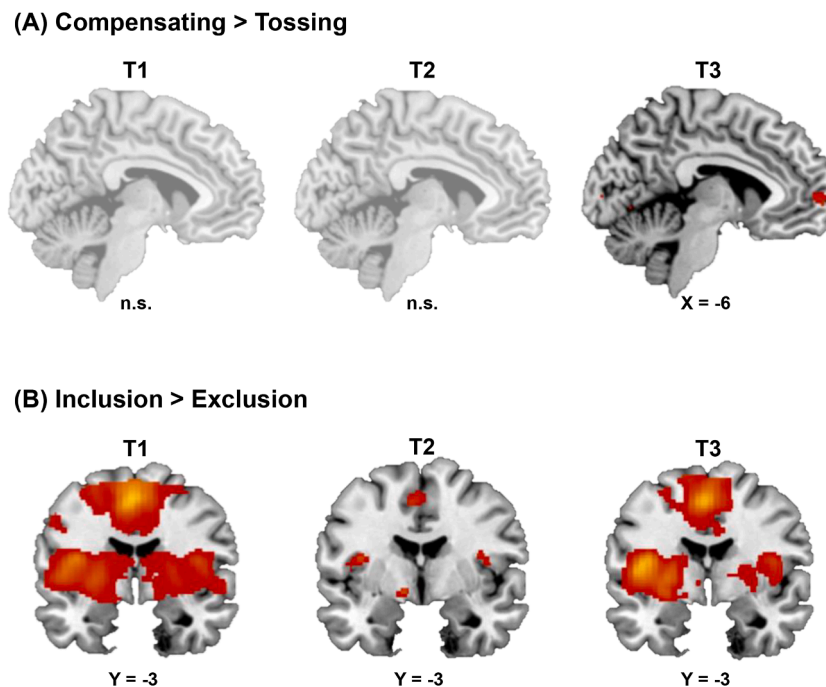 (A) Compensating > Tossing
T1 T2 T3
n.s. n.s. X = -6
(B) Inclusion > Exclusion
T1 T2 T3
Y = -3 Y = -3 Y = -3